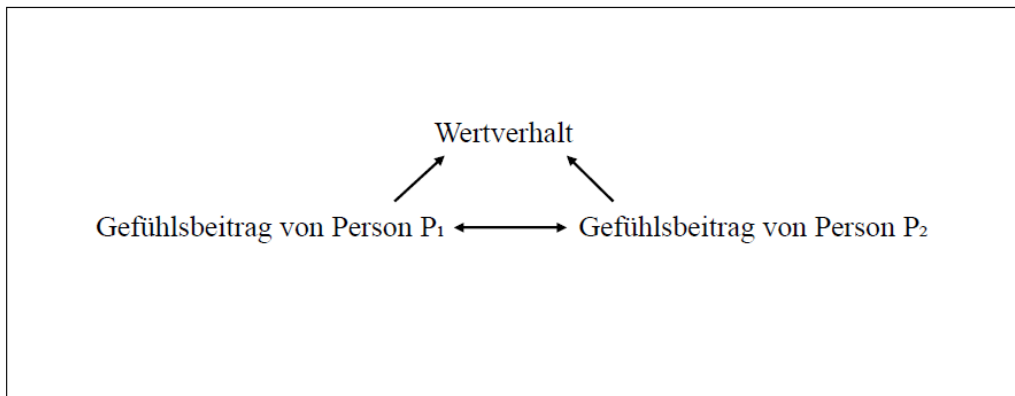 Wertverhalt
Gefühlsbeitrag von Person P₁ Gefühlsbeitrag von Person P₂